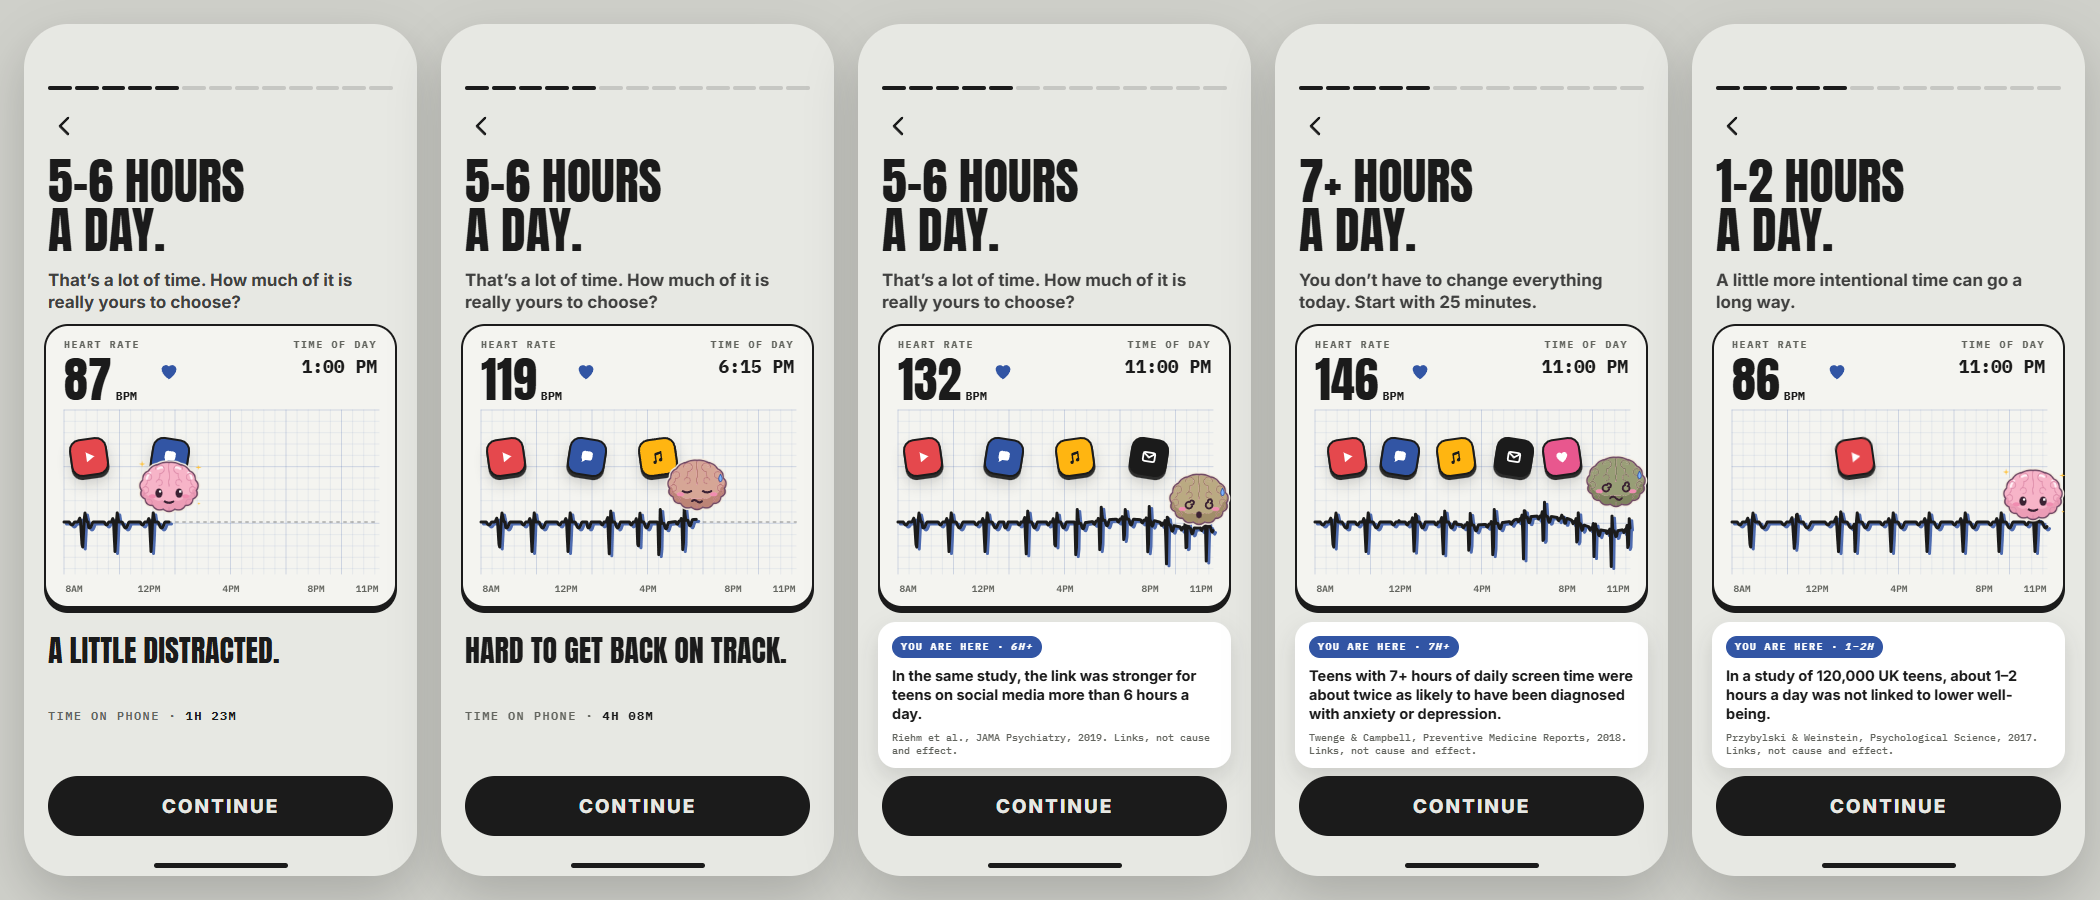 5-6 HOURS
A DAY.
That's a lot of time. How much of it is
really yours to choose?
HEART RATE
TIME OF DAY
87 BPM
1:00 PM
8AM 12PM 4PM 8PM 11PM
A LITTLE DISTRACTED.
TIME ON PHONE · 1H 23M
CONTINUE
5-6 HOURS
A DAY.
That's a lot of time. How much of it is
really yours to choose?
HEART RATE
TIME OF DAY
119 BPM
6:15 PM
8AM 12PM 4PM 8PM 11PM
HARD TO GET BACK ON TRACK.
TIME ON PHONE · 4H 08M
CONTINUE
5-6 HOURS
A DAY.
That's a lot of time. How much of it is
really yours to choose?
HEART RATE
TIME OF DAY
132 BPM
11:00 PM
8AM 12PM 4PM 8PM 11PM
YOU ARE HERE · 6H+
In the same study, the link was stronger for
teens on social media more than 6 hours a
day.
Riehm et al., JAMA Psychiatry, 2019. Links, not cause
and effect.
CONTINUE
7+ HOURS
A DAY.
You don't have to change everything
today. Start with 25 minutes.
HEART RATE
TIME OF DAY
146 BPM
11:00 PM
8AM 12PM 4PM 8PM 11PM
YOU ARE HERE · 7H+
Teens with 7+ hours of daily screen time were
about twice as likely to have been diagnosed
with anxiety or depression.
Twenge & Campbell, Preventive Medicine Reports, 2018.
Links, not cause and effect.
CONTINUE
1-2 HOURS
A DAY.
A little more intentional time can go a
long way.
HEART RATE
TIME OF DAY
86 BPM
11:00 PM
8AM 12PM 4PM 8PM 11PM
YOU ARE HERE · 1–2H
In a study of 120,000 UK teens, about 1–2
hours a day was not linked to lower well-
being.
Przybylski & Weinstein, Psychological Science, 2017.
Links, not cause and effect.
CONTINUE